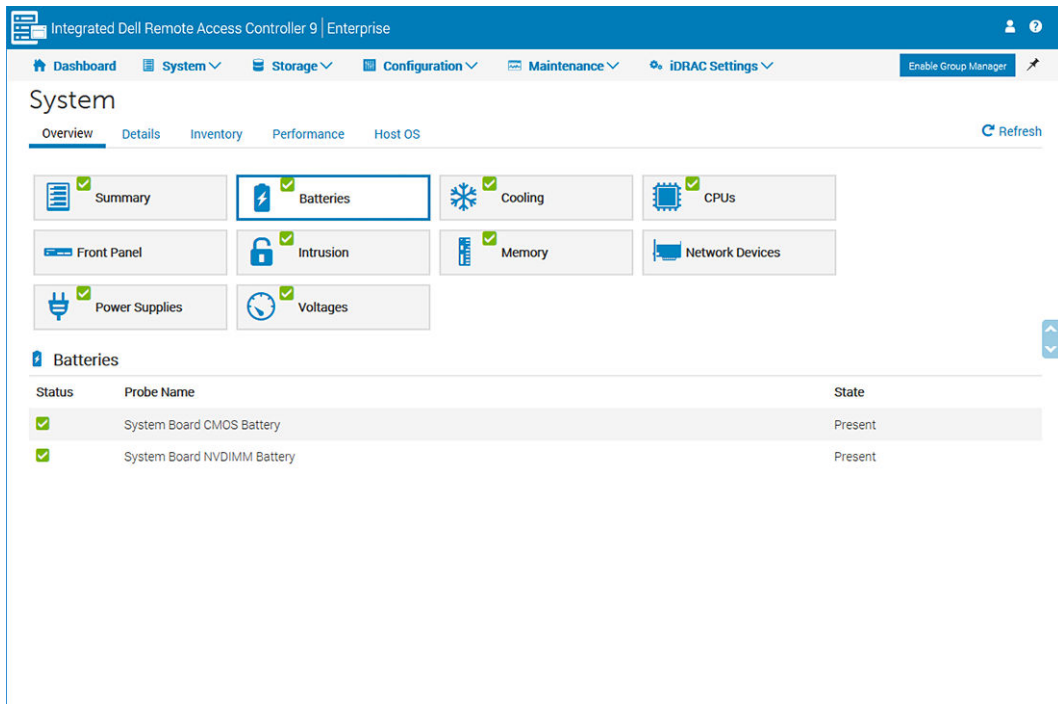 Integrated Dell Remote Access Controller 9 | Enterprise
Dashboard System Storage Configuration Maintenance iDRAC Settings Enable Group Manager
System
Overview Details Inventory Performance Host OS Refresh
Summary Batteries Cooling CPUs
Front Panel Intrusion Memory Network Devices
Power Supplies Voltages
Batteries
Status Probe Name State
System Board CMOS Battery Present
System Board NVDIMM Battery Present